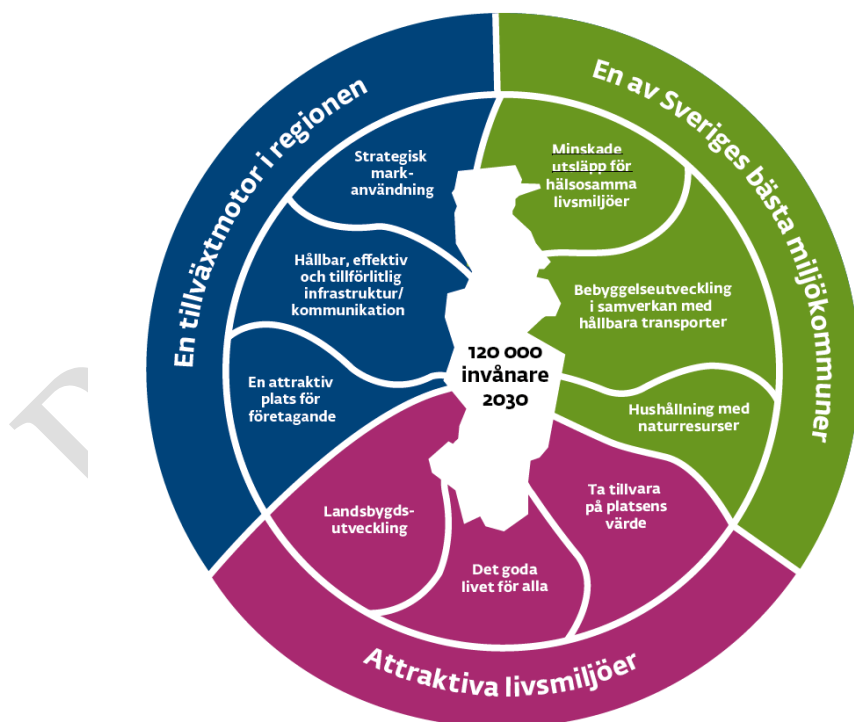 En tillväxtmotor i regionen
En av Sveriges bästa miljökommuner
Strategisk
mark-
användning
Minskade
utsläpp för
hälsosamma
livsmiljöer
Hållbar, effektiv
och tillförlitlig
infrastruktur/
kommunikation
Bebyggelseutveckling
i samverkan med
hållbara transporter
120 000
invånare
2030
En attraktiv
plats för
företagande
Hushållning med
naturresurser
Landsbygds-
utveckling
Ta tillvara
på platsens
värde
Det goda
livet för alla
Attraktiva livsmiljöer